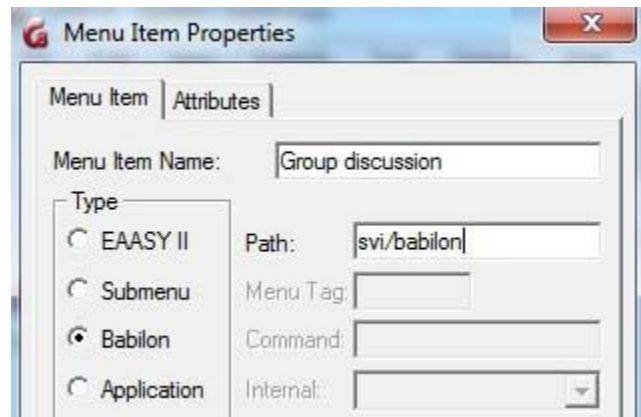 Menu Item Properties
Menu Item Attributes
Menu Item Name: Group discussion
Type
EAASY II Path: svi/babilon
Submenu Menu Tag:
Babilon Command:
Application Internal: